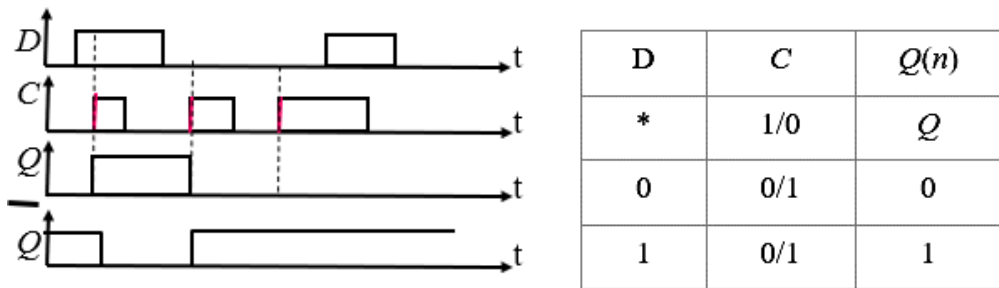 D t
C t
Q t
Q̅ t
D C Q(n)
* 1/0 Q
0 0/1 0
1 0/1 1